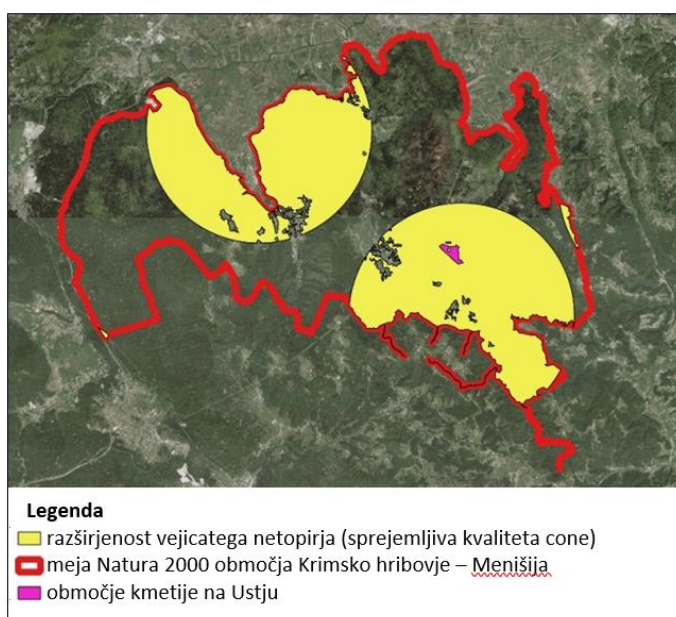 Legenda
razširjenost vejicatega netopirja (sprejemljiva kvaliteta cone)
meja Natura 2000 območja Krimsko hribovje – Menišija
območje kmetije na Ustju